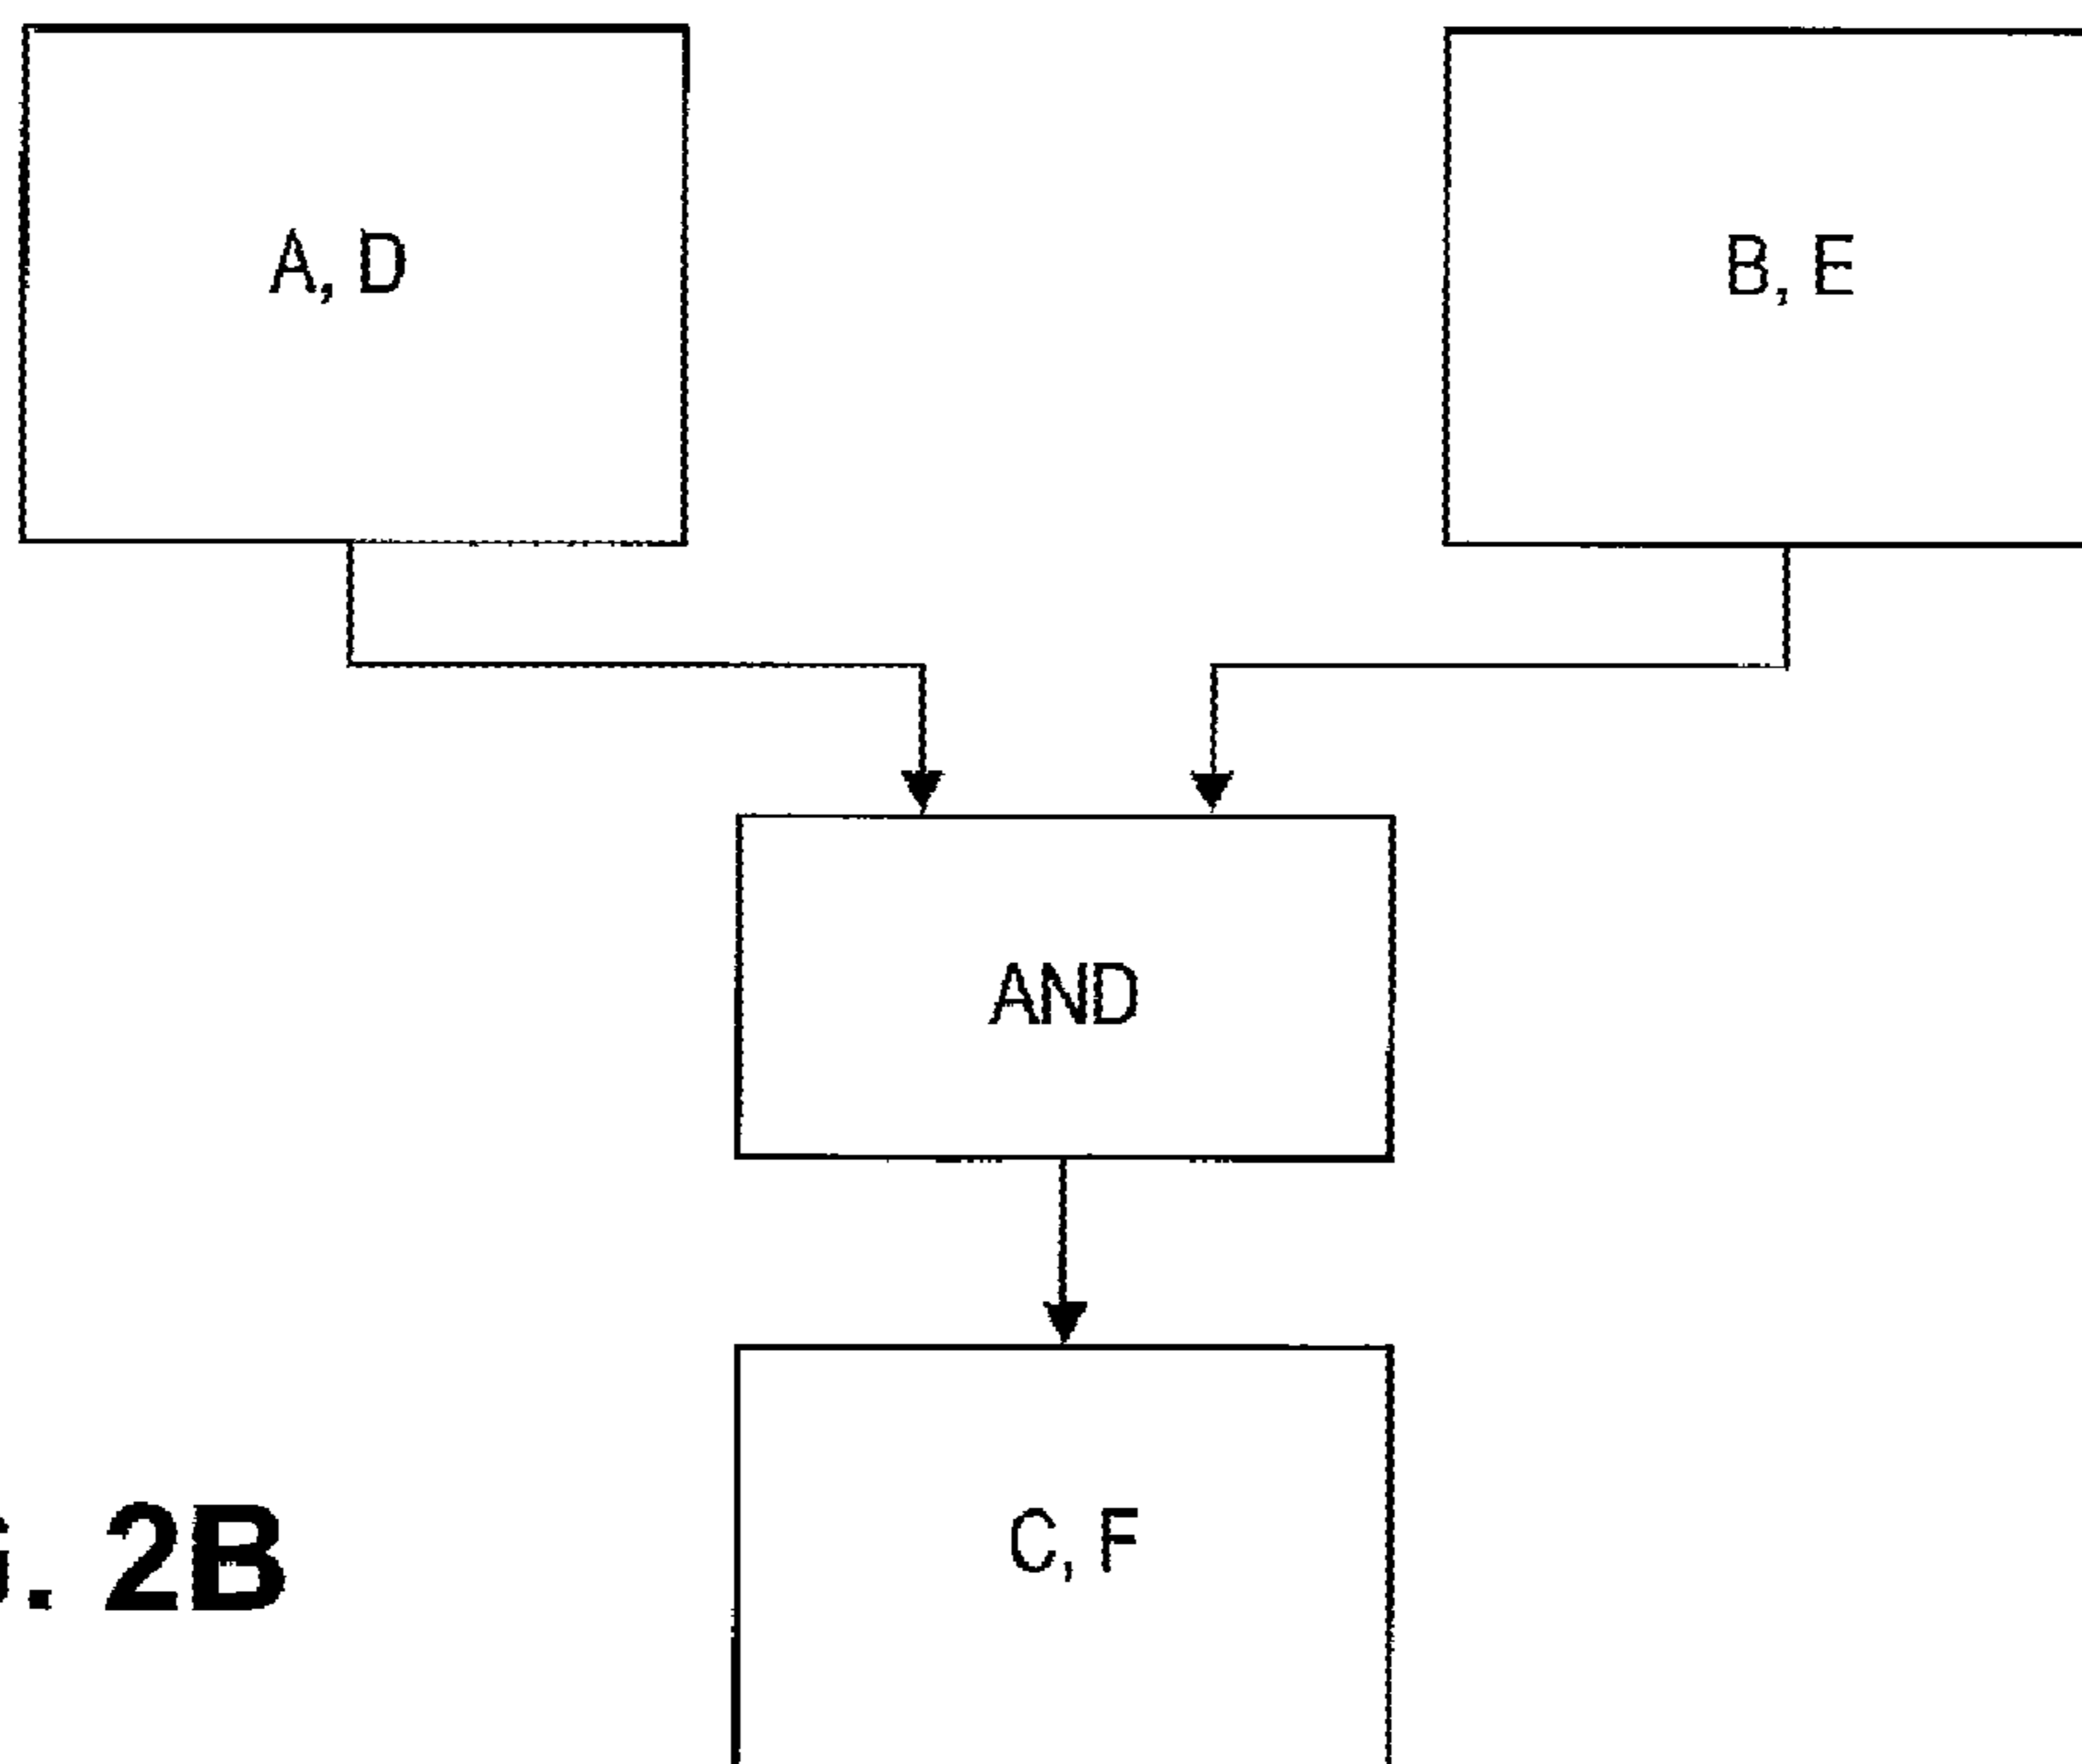 A, D
B, E
AND
C, F
. 2B